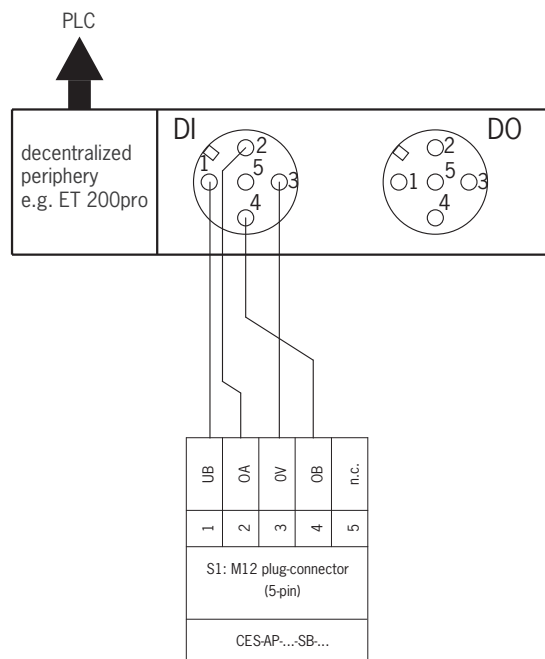 PLC
DI
DO
decentralized
periphery
e.g. ET 200pro
1
2
5
3
4
1
2
5
3
4
UB
OA
OV
OB
n.c.
1
2
3
4
5
S1: M12 plug-connector
(5-pin)
CES-AP-...-SB-...